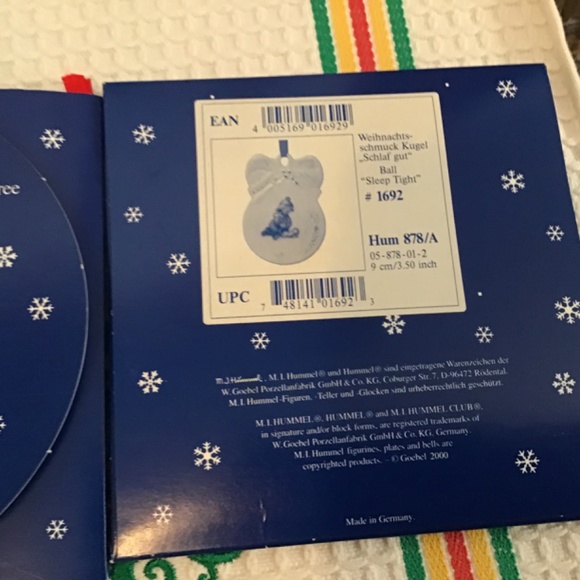 ree
EAN
4 005169 016929
Weihnachts-
schmuck Kugel
„Schlaf gut“
Ball
“Sleep Tight”
# 1692
Hum 878/A
05-878-01-2
9 cm/3.50 inch
UPC
7 48141 01692 3
M.I. Hummel, M. I. Hummel® und Hummel® sind eingetragene Warenzeichen der
W. Goebel Porzellanfabrik GmbH & Co. KG, Coburger Str. 7, D-96472 Rödental.
M. I. Hummel-Figuren, -Teller und -Glocken sind urheberrechtlich geschützt.
M. I. HUMMEL®, HUMMEL® and M. I. HUMMEL CLUB®,
in signature and/or block forms, are registered trademarks of
W. Goebel Porzellanfabrik GmbH & Co. KG, Germany.
M. I. Hummel figurines, plates and bells are
copyrighted products. – © Goebel 2000
Made in Germany.